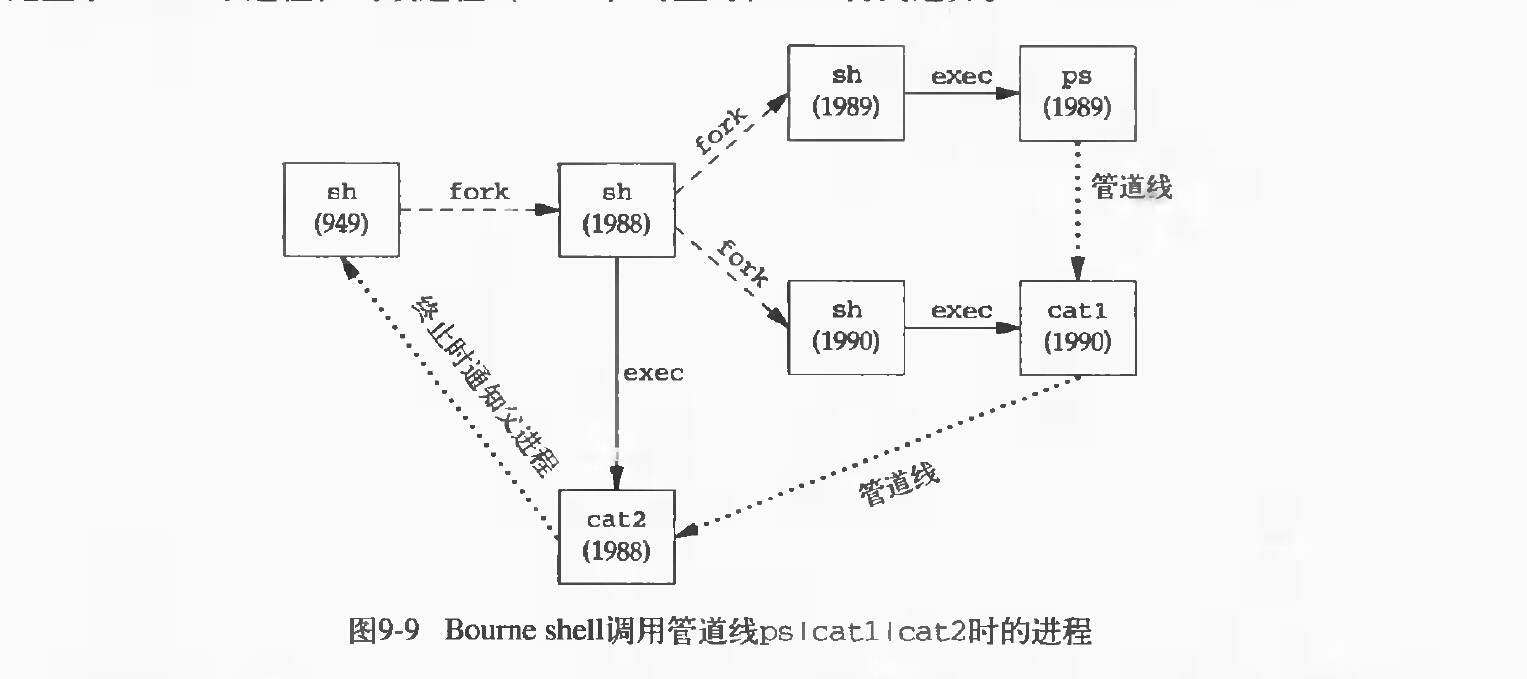 sh
(1989)
exec
ps
(1989)
fork
管道线
sh
(949)
fork
sh
(1988)
fork
sh
(1990)
exec
cat1
(1990)
终止时通知父进程
exec
管道线
cat2
(1988)
图9-9 Bourne shell调用管道线ps|cat1|cat2时的进程